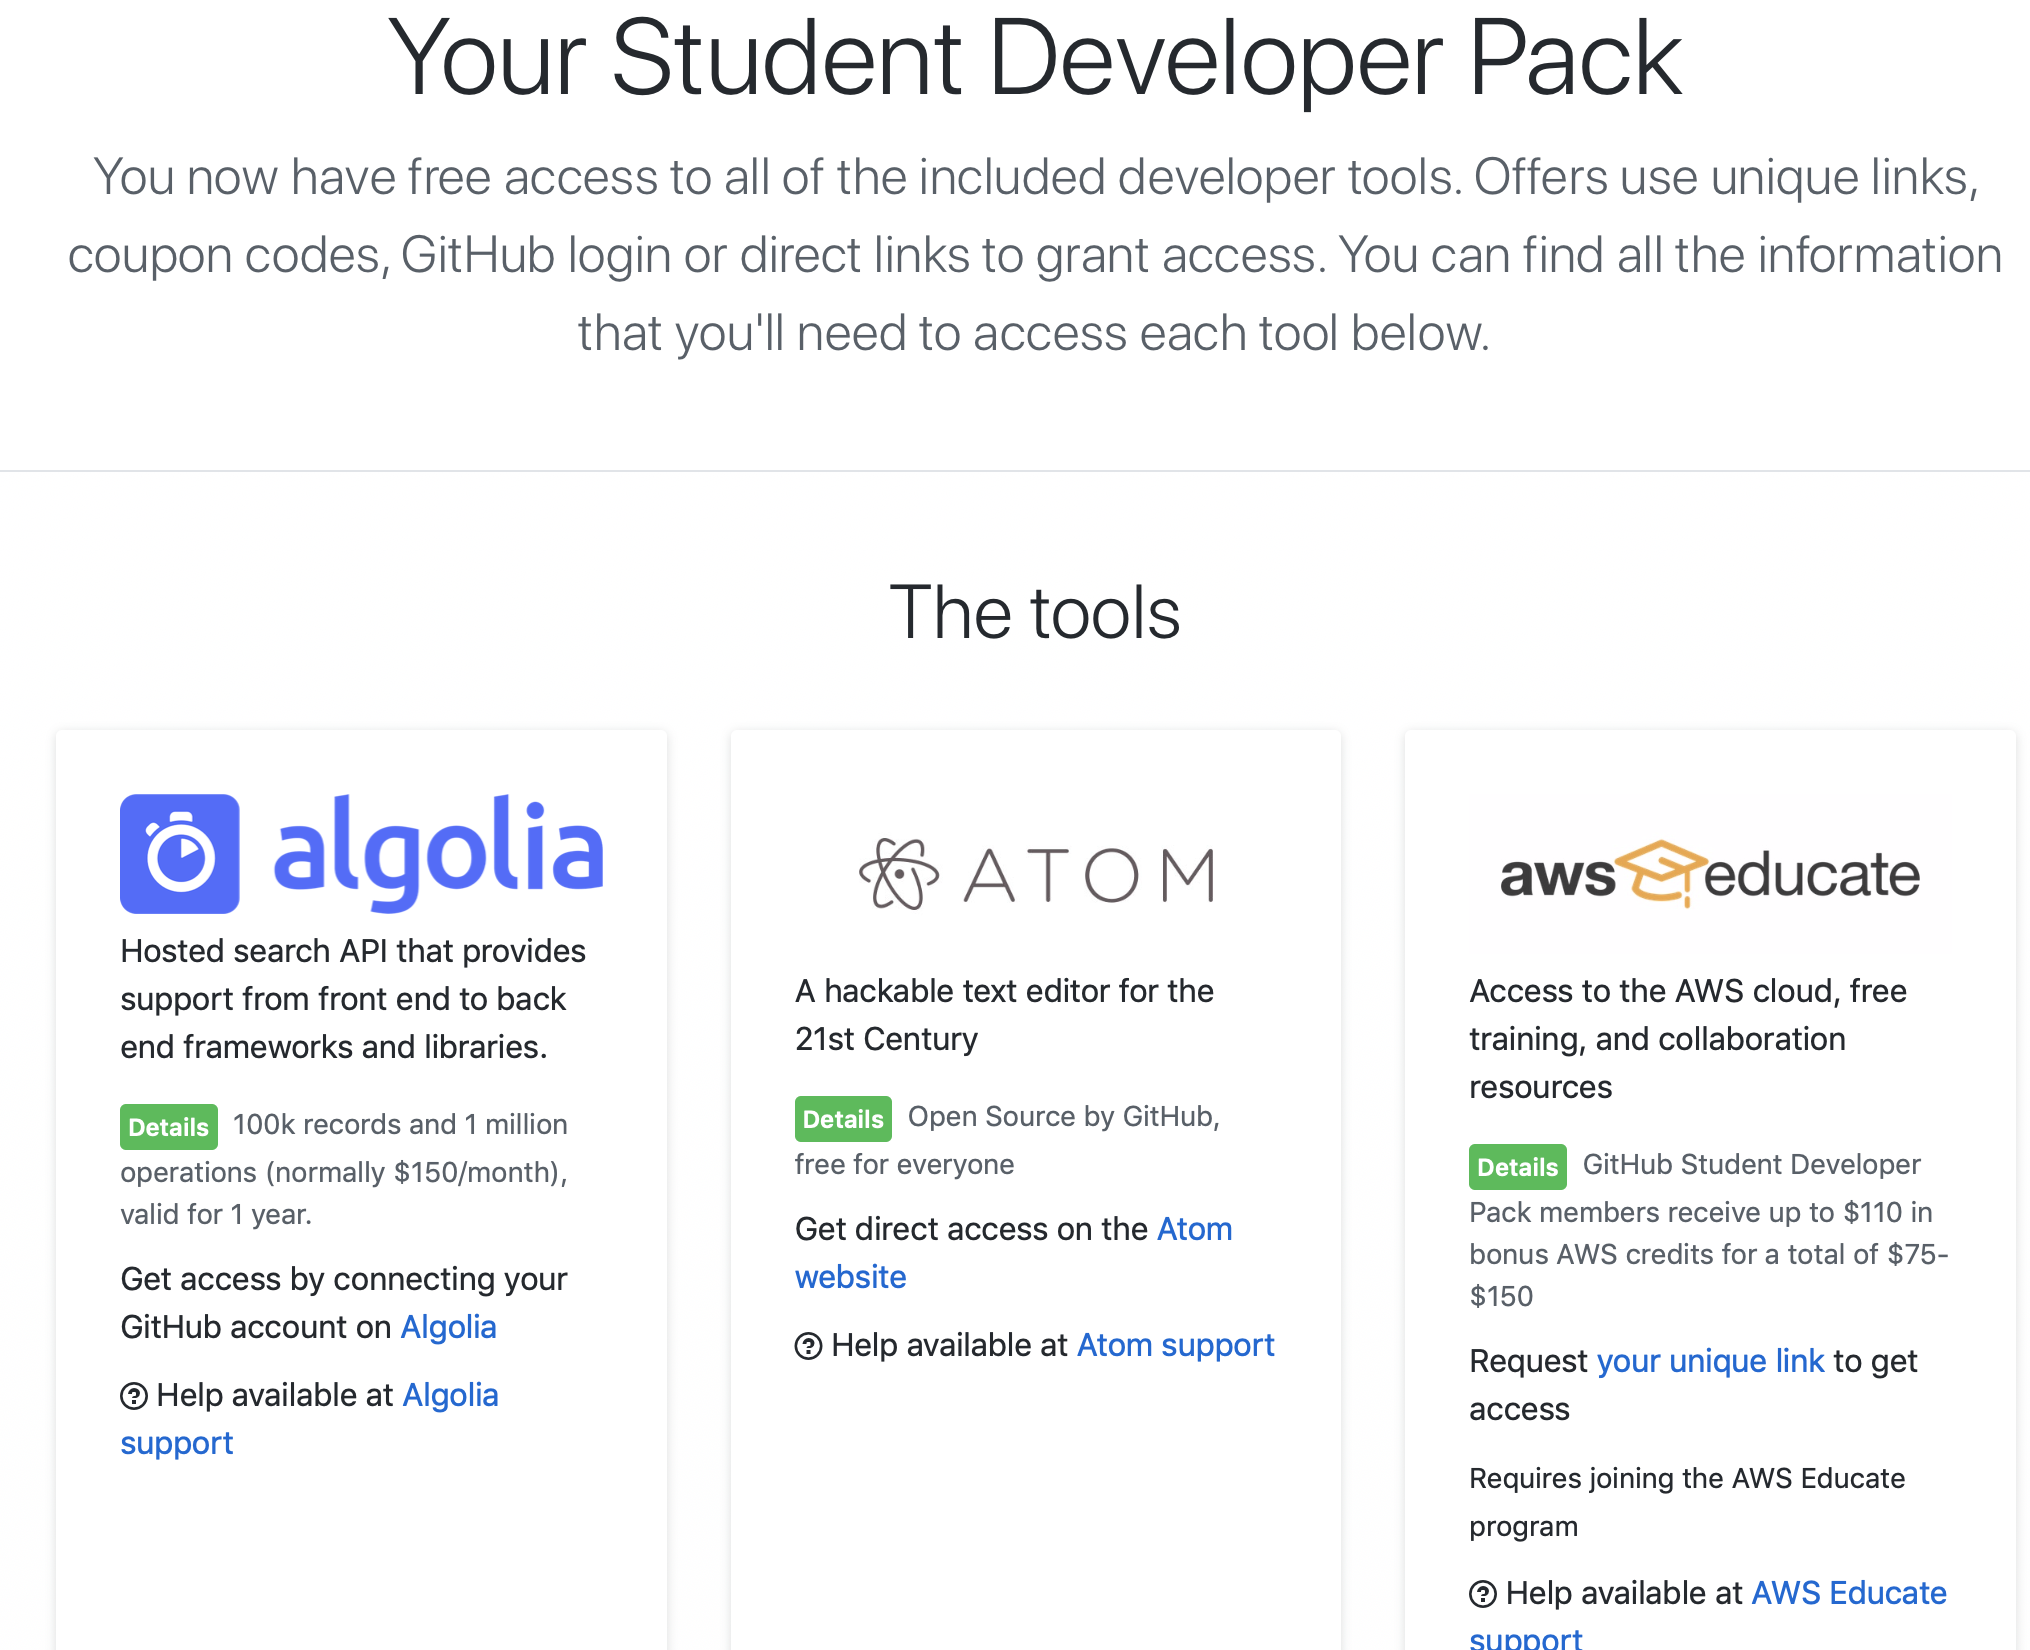 Your Student Developer Pack
You now have free access to all of the included developer tools. Offers use unique links,
coupon codes, GitHub login or direct links to grant access. You can find all the information
that you'll need to access each tool below.
The tools
algolia
Hosted search API that provides
support from front end to back
end frameworks and libraries.
Details 100k records and 1 million
operations (normally $150/month),
valid for 1 year.
Get access by connecting your
GitHub account on Algolia
Help available at Algolia
support
ATOM
A hackable text editor for the
21st Century
Details Open Source by GitHub,
free for everyone
Get direct access on the Atom
website
Help available at Atom support
aws educate
Access to the AWS cloud, free
training, and collaboration
resources
Details GitHub Student Developer
Pack members receive up to $110 in
bonus AWS credits for a total of $75-
$150
Request your unique link to get
access
Requires joining the AWS Educate
program
Help available at AWS Educate
support